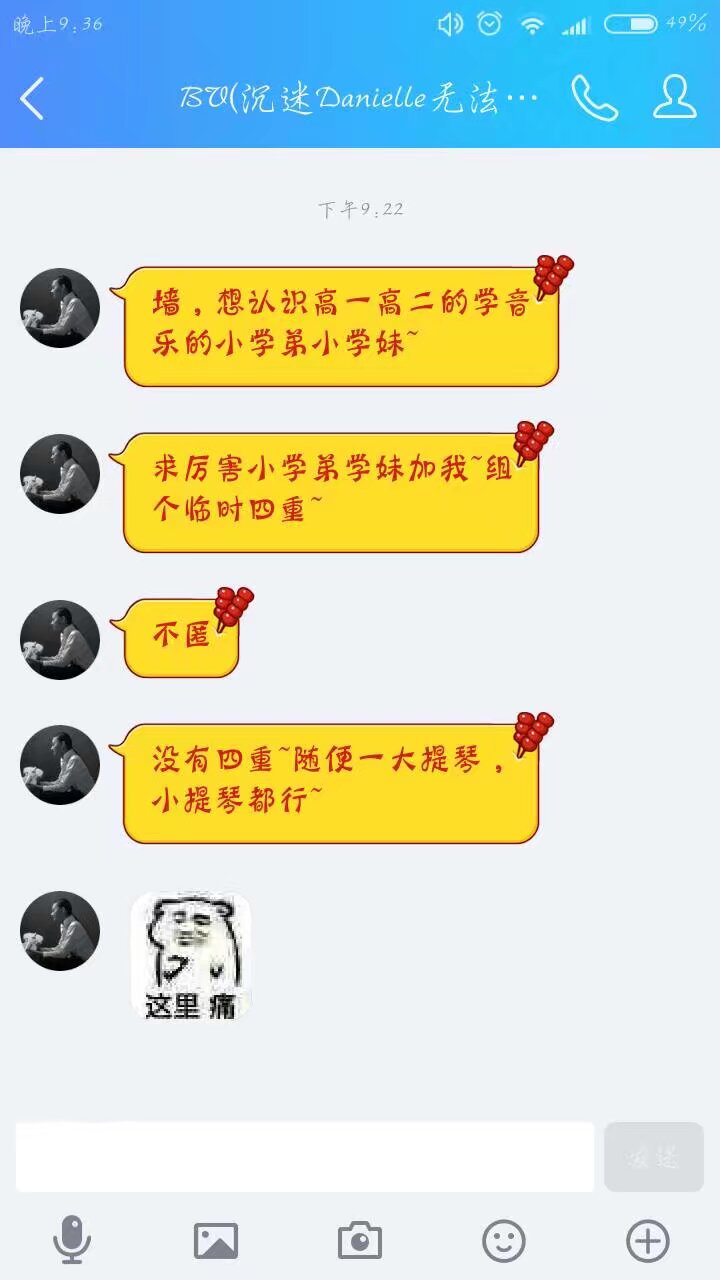 晚上9:36
49%
BV(沉迷Danielle无法…
下午9:22
墙，想认识高一高二的学音
乐的小学弟小学妹~
求厉害小学弟学妹加我~组
个临时四重~
不匿
没有四重~随便一大提琴，
小提琴都行~
这里 痛
发送